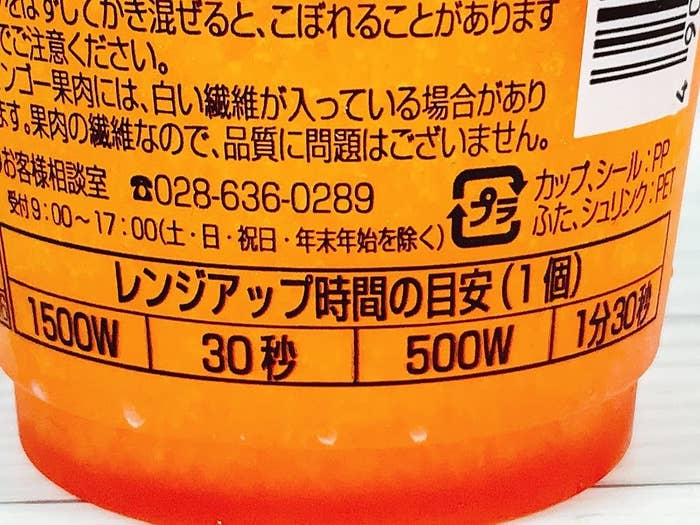 をはずしてかき混ぜると、こぼれることがあります
でご注意ください。
ンゴー果肉には、白い繊維が入っている場合があり
ます。果肉の繊維なので、品質に問題はございません。
お客様相談室 ☎028-636-0289
受付9:00~17:00(土・日・祝日・年末年始を除く)
プラ
カップ、シール:PP
ふた、シュリンク:PET
レンジアップ時間の目安(1個)
1500W 30秒 500W 1分30秒